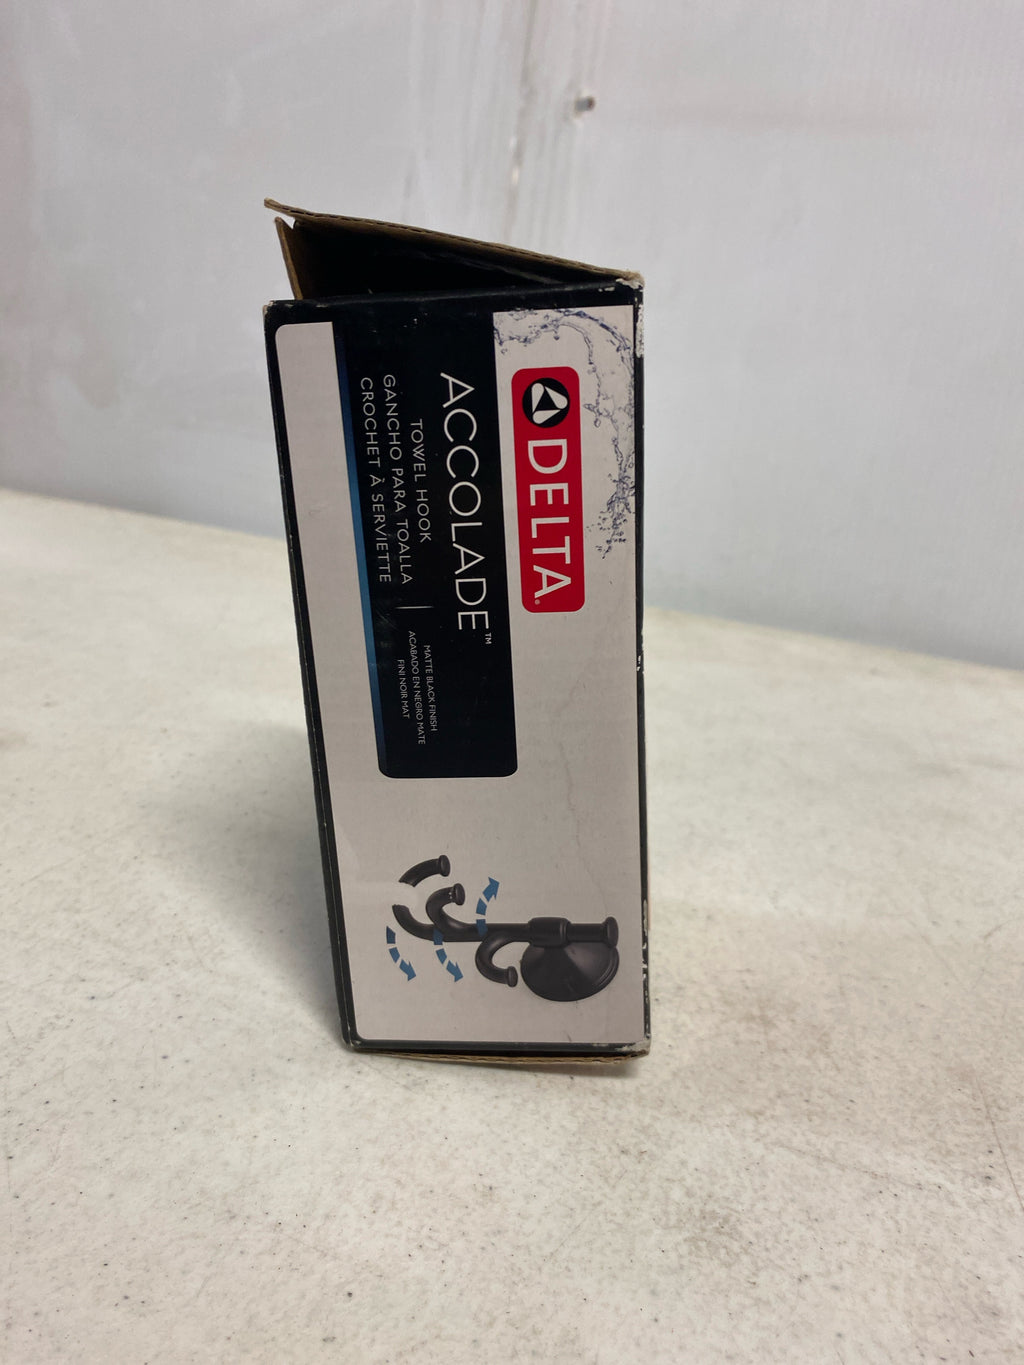 DELTA®
ACCOLADE™
TOWEL HOOK
GANCHO PARA TOALLA
CROCHET À SERVIETTE
MATTE BLACK FINISH
ACABADO EN NEGRO MATE
FINI NOIR MAT